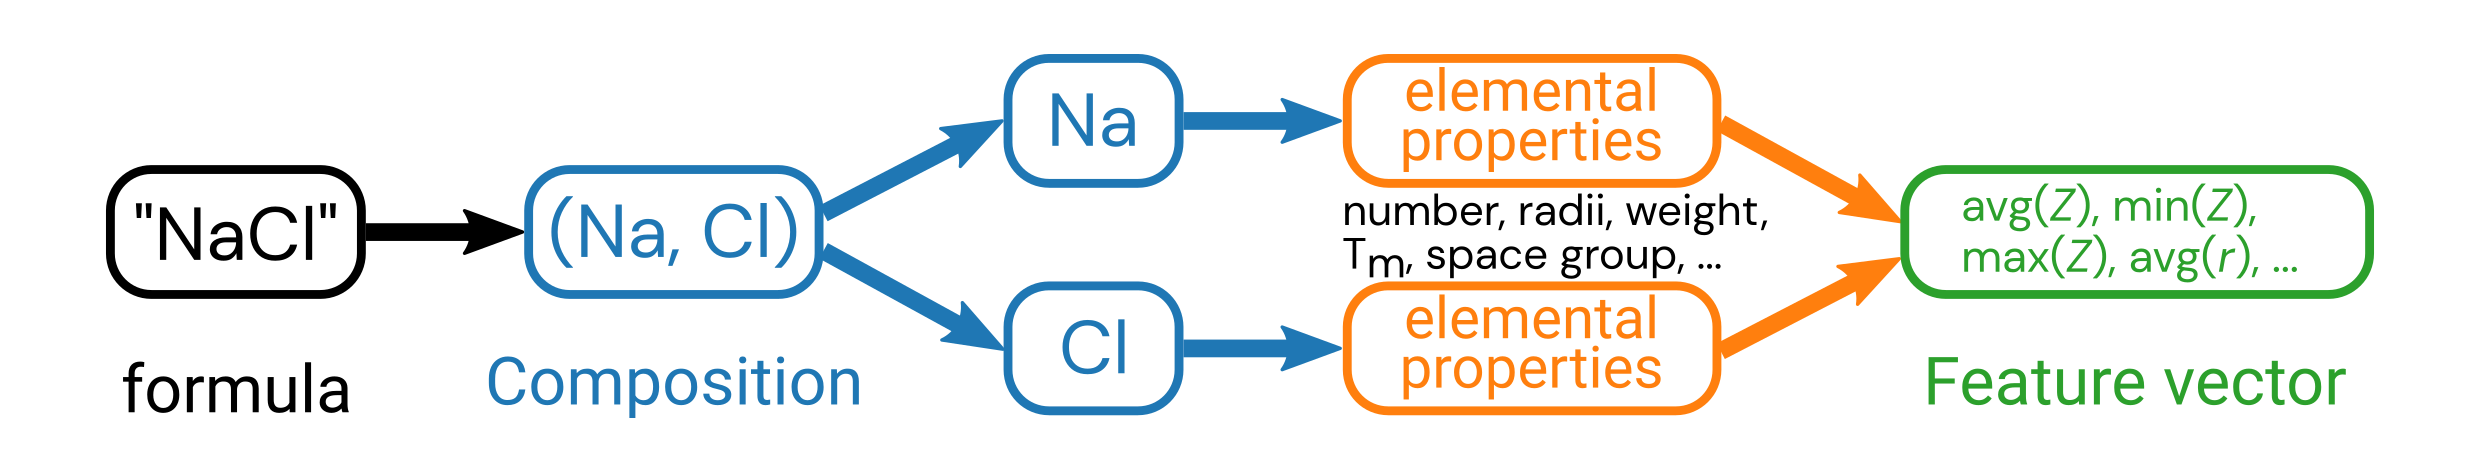 "NaCl"
formula
(Na, Cl)
Composition
Na
Cl
elemental
properties
number, radii, weight,
Tm, space group, ...
elemental
properties
avg(Z), min(Z),
max(Z), avg(r), ...
Feature vector